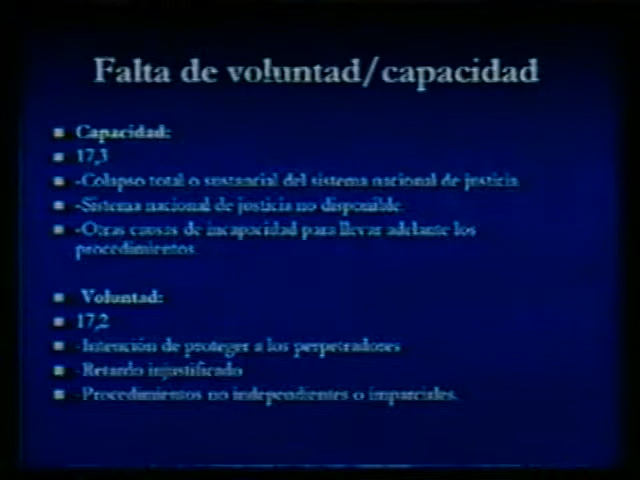 Falta de voluntad/capacidad
Capacidad:
17,3
-Colapso total o sustancial del sistema nacional de justicia
-Sistema nacional de justicia no disponible
-Otras causas de incapacidad para llevar adelante los
procedimientos
Voluntad:
17,2
-Intención de proteger a los perpetradores
-Retardo injustificado
-Procedimientos no independientes o imparciales.